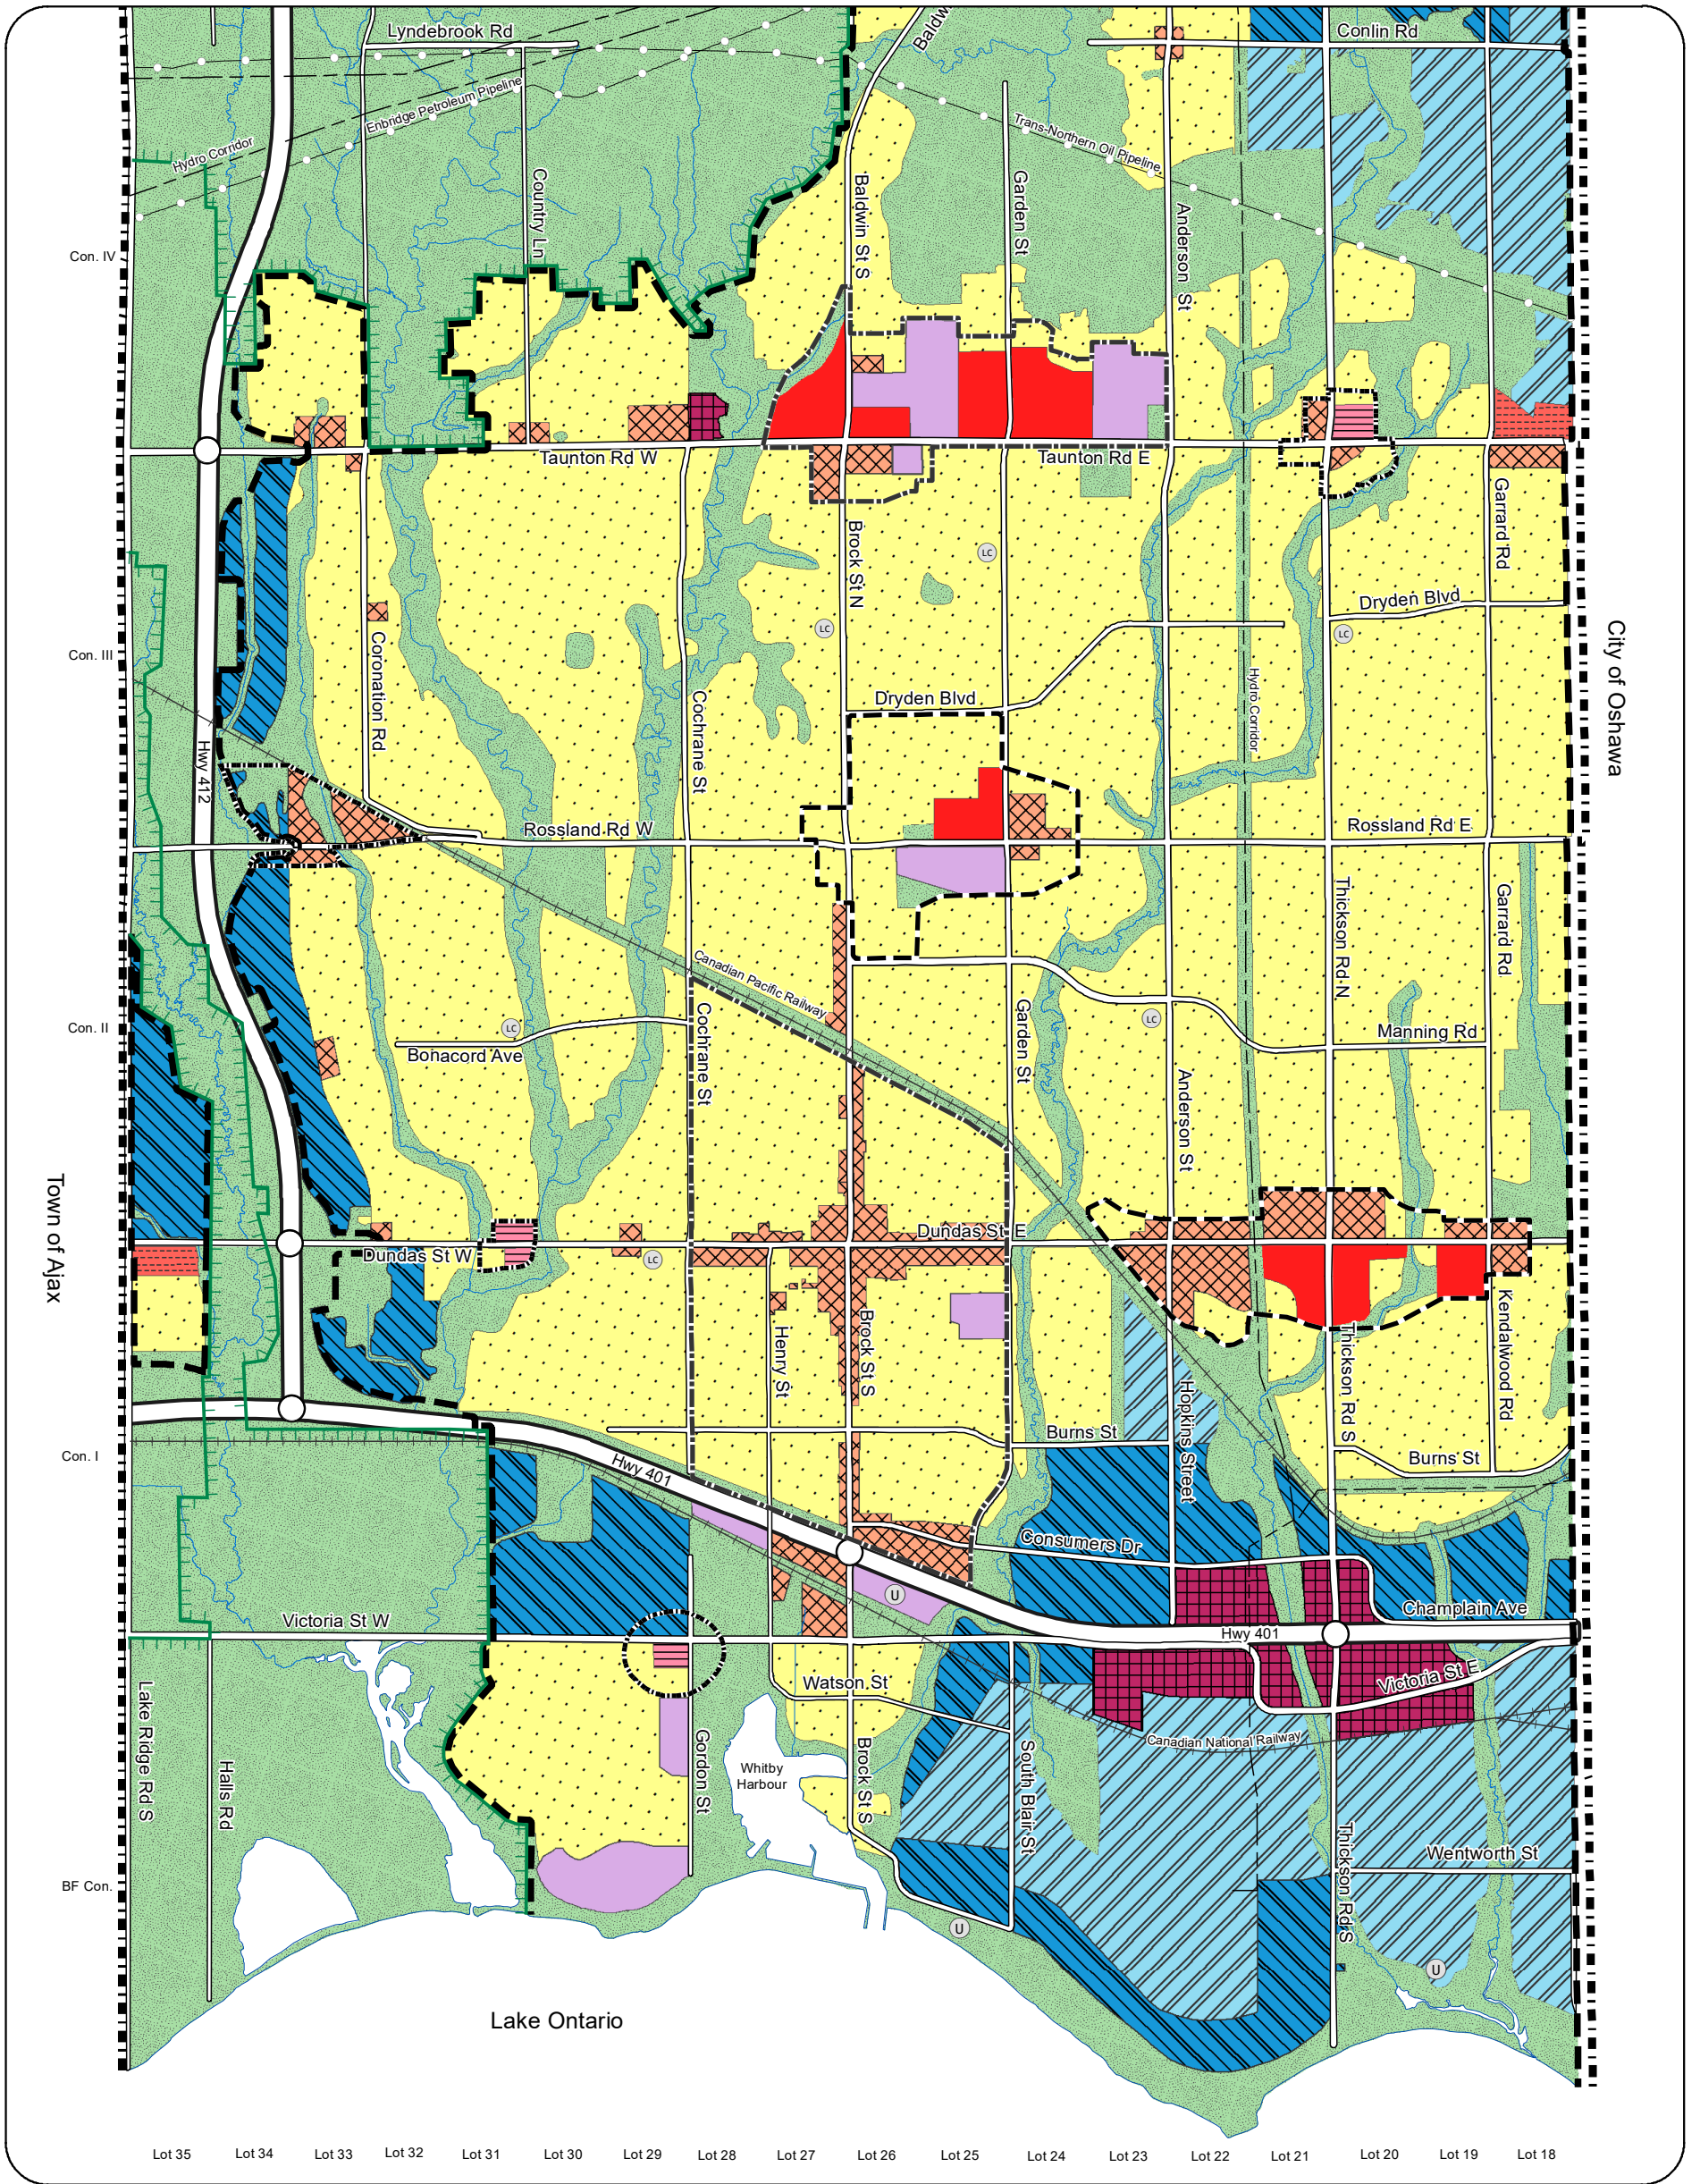 Lyndebrook Rd
Baldw
Conlin Rd
Enbridge Petroleum Pipeline
Hydro Corridor
Trans-Northern Oil Pipeline
Country Ln
Baldwin St S
Garden St
Anderson St
Con. IV
Taunton Rd W
Taunton Rd E
Garrard Rd
Brock St N
LC
LC
LC
Dryden Blvd
Con. III
Coronation Rd
City of Oshawa
Hydro Corridor
Dryden Blvd
Cochrane St
Hwy 412
Rossland Rd W
Rossland Rd E
Thickson Rd N
Garrard Rd
Canadian Pacific Railway
Cochrane St
Garden St
LC
LC
Con. II
Bonacord Ave
Manning Rd
Anderson St
Town of Ajax
Dundas St W
Dundas St E
LC
Henry St
Brock St S
Kendalwood Rd
Thickson Rd S
Hopkins Street
Burns St
Burns St
Con. I
Hwy 401
Consumers Dr
U
Champlain Ave
Victoria St W
Hwy 401
Victoria St E
Watson St
Canadian National Railway
Lake Ridge Rd S
Halls Rd
Gordon St
Whitby
Harbour
Brock St S
South Blair St
Thickson Rd S
Wentworth St
BF Con.
U
U
Lake Ontario
Lot 35
Lot 34
Lot 33
Lot 32
Lot 31
Lot 30
Lot 29
Lot 28
Lot 27
Lot 26
Lot 25
Lot 24
Lot 23
Lot 22
Lot 21
Lot 20
Lot 19
Lot 18